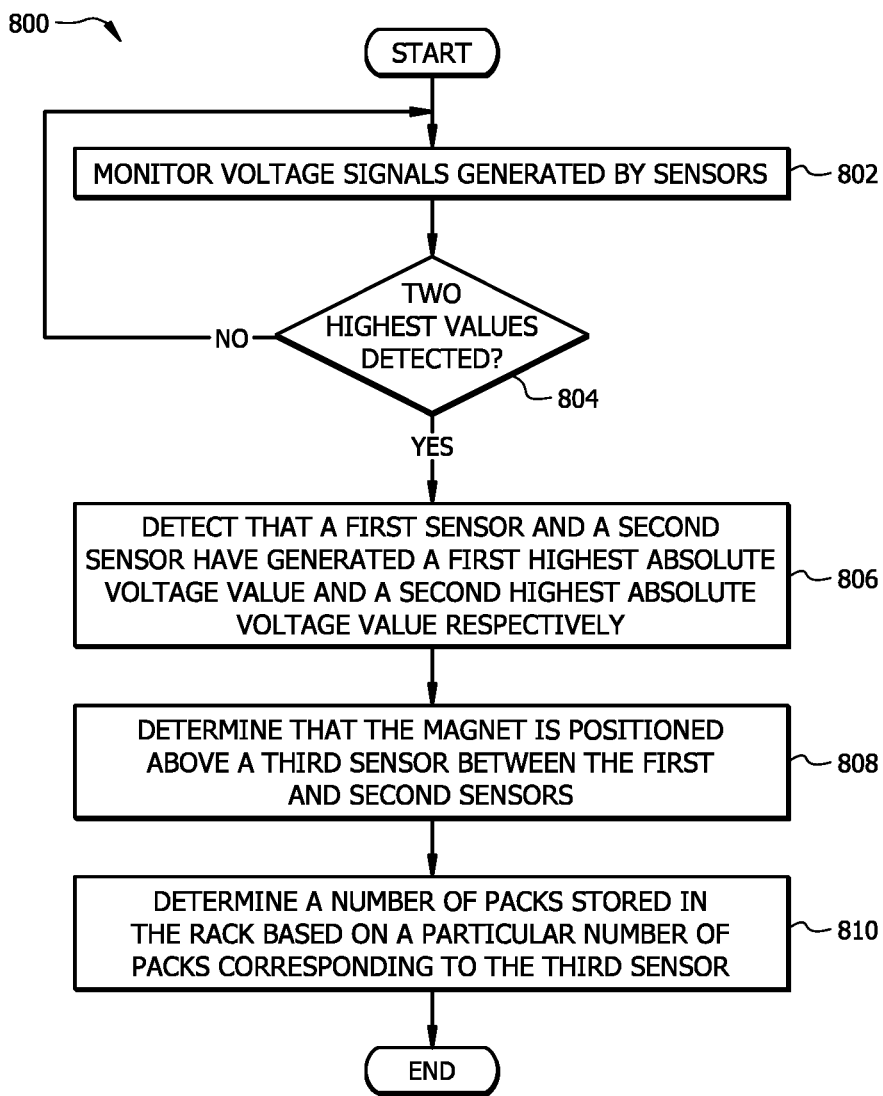 800
START
MONITOR VOLTAGE SIGNALS GENERATED BY SENSORS
802
TWO
HIGHEST VALUES
DETECTED?
NO
804
YES
DETECT THAT A FIRST SENSOR AND A SECOND
SENSOR HAVE GENERATED A FIRST HIGHEST ABSOLUTE
VOLTAGE VALUE AND A SECOND HIGHEST ABSOLUTE
VOLTAGE VALUE RESPECTIVELY
806
DETERMINE THAT THE MAGNET IS POSITIONED
ABOVE A THIRD SENSOR BETWEEN THE FIRST
AND SECOND SENSORS
808
DETERMINE A NUMBER OF PACKS STORED IN
THE RACK BASED ON A PARTICULAR NUMBER OF
PACKS CORRESPONDING TO THE THIRD SENSOR
810
END